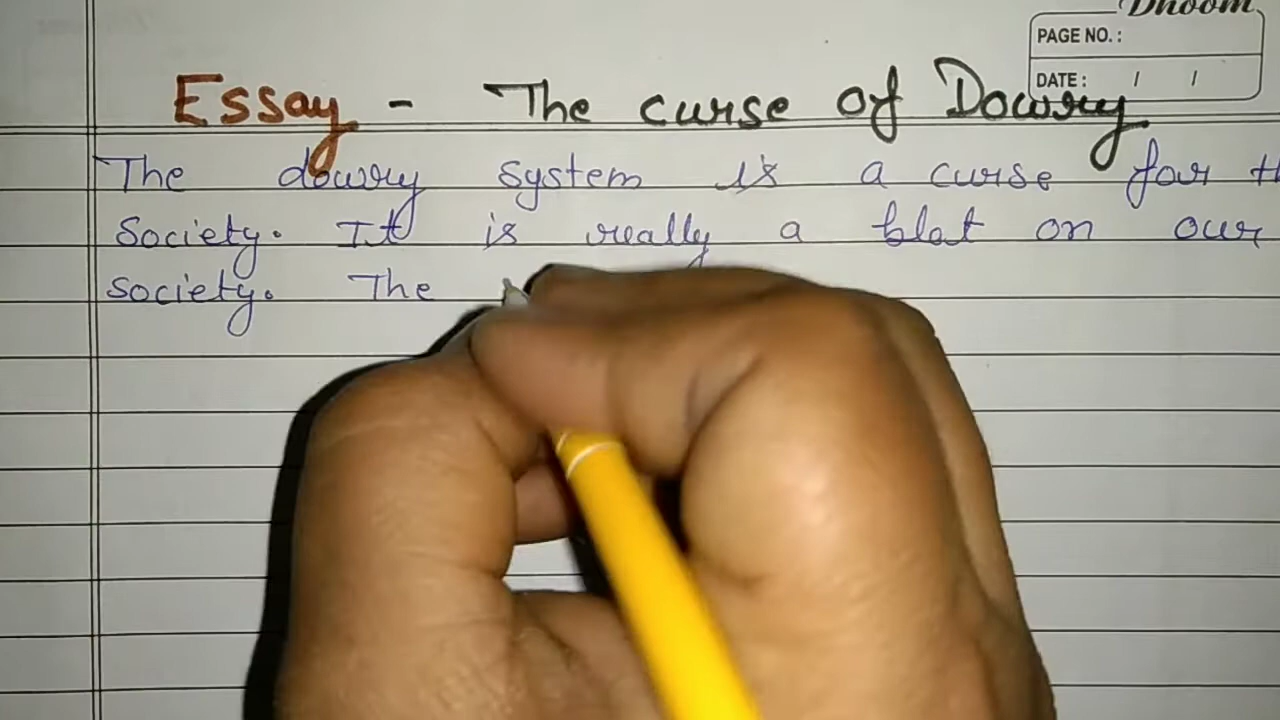 Dhoom
PAGE NO. :
DATE : / /
Essay - The curse of Dowry
The dowry system is a curse for
Society. It is really a blot on our
society. The